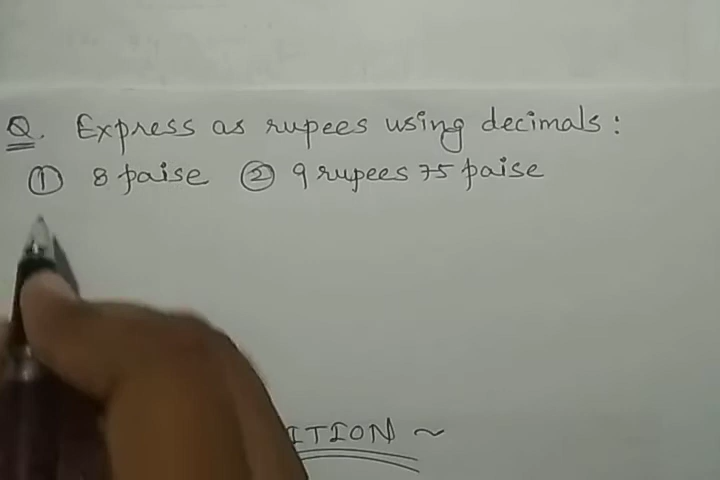 Q. Express as rupees using decimals:
① 8 paise ② 9 rupees 75 paise
~